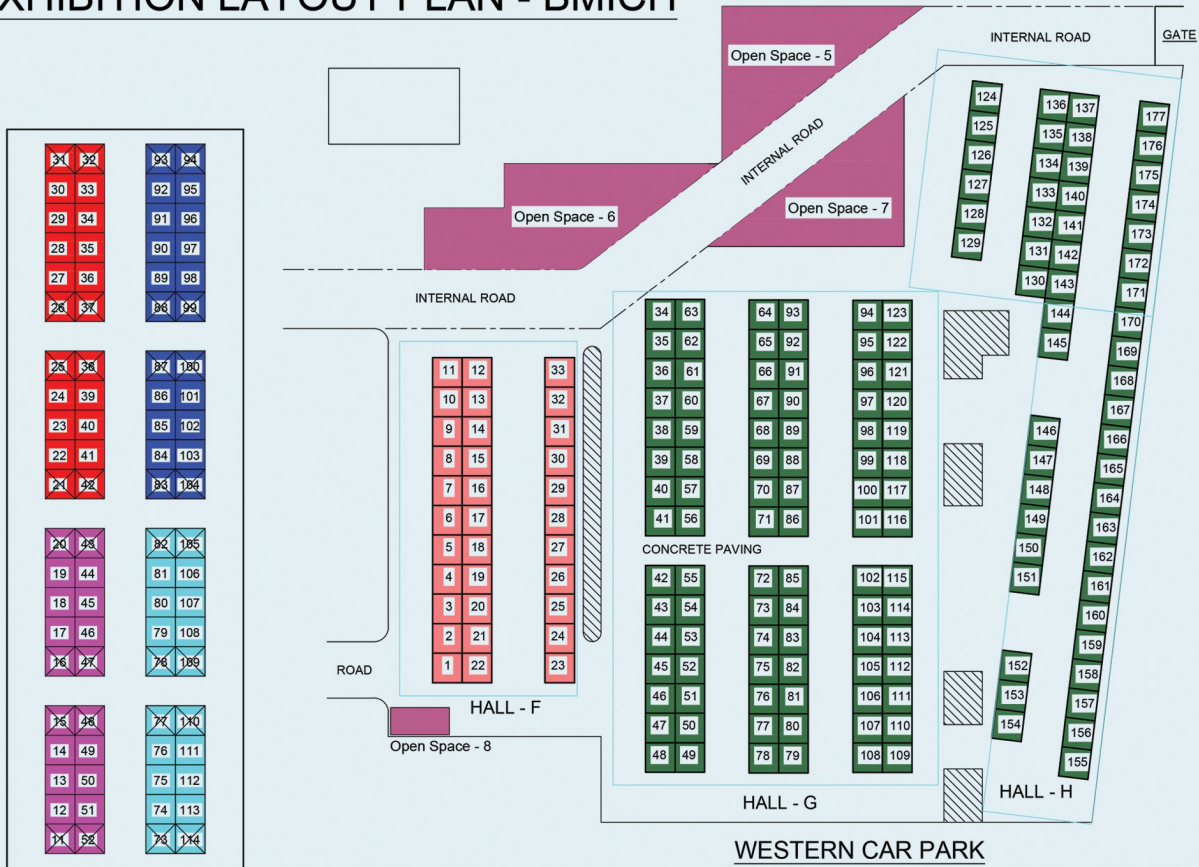 EXHIBITION LAYOUT PLAN - BMICH
INTERNAL ROAD
GATE
Open Space - 5
INTERNAL ROAD
Open Space - 6
Open Space - 7
INTERNAL ROAD
31 32 93 94
30 33 92 95
29 34 91 96
28 35 90 97
27 36 89 98
26 37 88 99
25 38 87 100
24 39 86 101
23 40 85 102
22 41 84 103
21 42 83 104
20 43 82 105
19 44 81 106
18 45 80 107
17 46 79 108
16 47 78 109
15 48 77 110
14 49 76 111
13 50 75 112
12 51 74 113
11 52 73 114
11 12 33
10 13 32
9 14 31
8 15 30
7 16 29
6 17 28
5 18 27
4 19 26
3 20 25
2 21 24
1 22 23
ROAD
HALL - F
Open Space - 8
34 63 64 93 94 123
35 62 65 92 95 122
36 61 66 91 96 121
37 60 67 90 97 120
38 59 68 89 98 119
39 58 69 88 99 118
40 57 70 87 100 117
41 56 71 86 101 116
CONCRETE PAVING
42 55 72 85 102 115
43 54 73 84 103 114
44 53 74 83 104 113
45 52 75 82 105 112
46 51 76 81 106 111
47 50 77 80 107 110
48 49 78 79 108 109
HALL - G
124
125
126
127
128
129
136 137
135 138
134 139
133 140
132 141
131 142
130 143
144
145
146
147
148
149
150
151
152
153
154
177
176
175
174
173
172
171
170
169
168
167
166
165
164
163
162
161
160
159
158
157
156
155
HALL - H
WESTERN CAR PARK